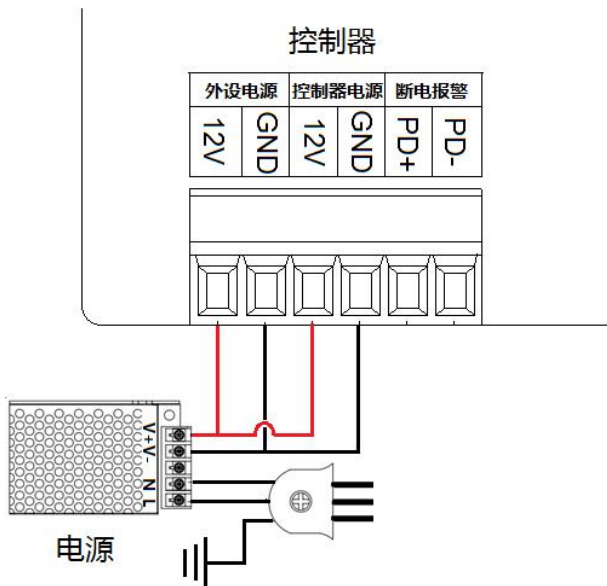 控制器
外设电源 控制器电源 断电报警
12V GND 12V GND PD+ PD-
V+
V-
N
L
电源